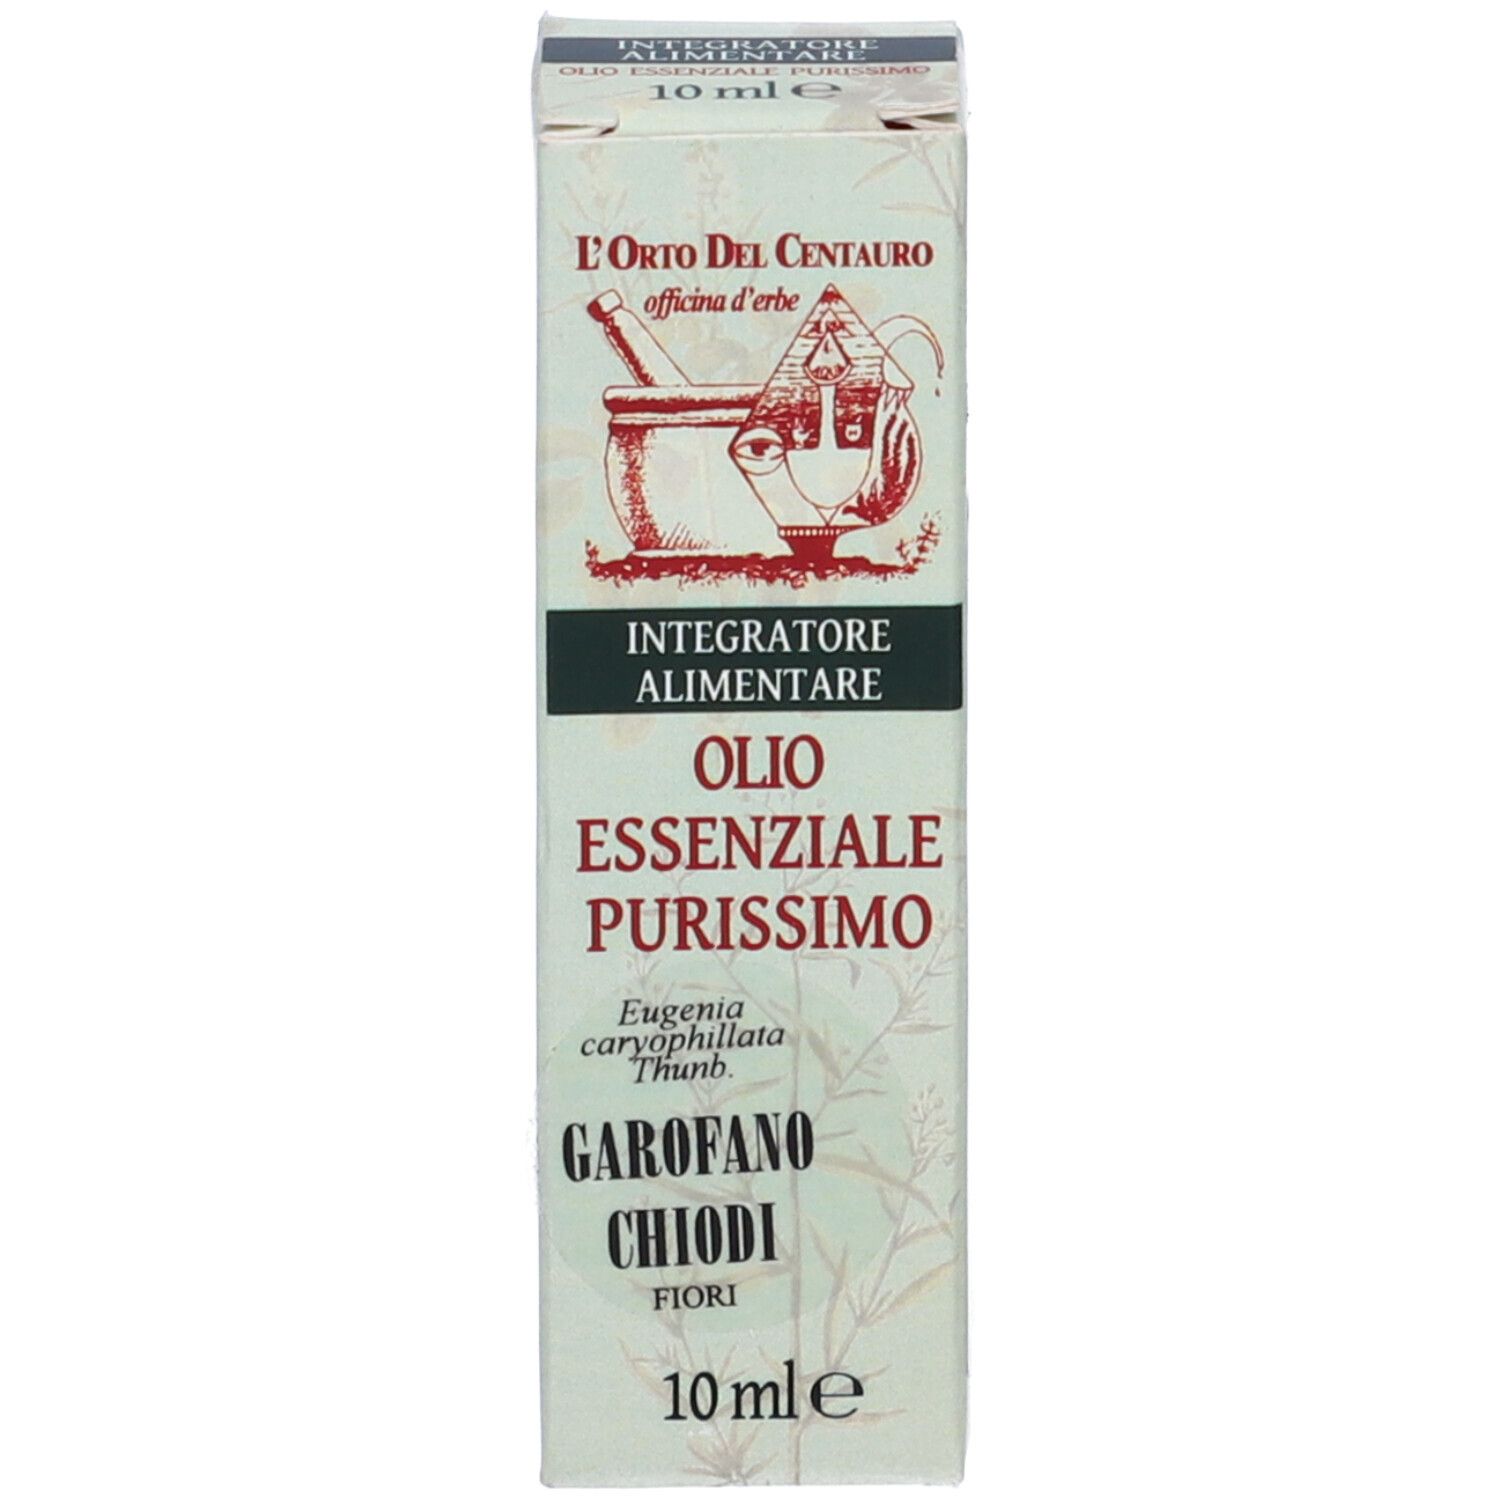 INTEGRATORE
ALIMENTARE
OLIO ESSENZIALE PURISSIMO
10 ml ℮
L'ORTO DEL CENTAURO
officina d'erbe
INTEGRATORE
ALIMENTARE
OLIO
ESSENZIALE
PURISSIMO
Eugenia
caryophillata
Thunb.
GAROFANO
CHIODI
FIORI
10 ml ℮